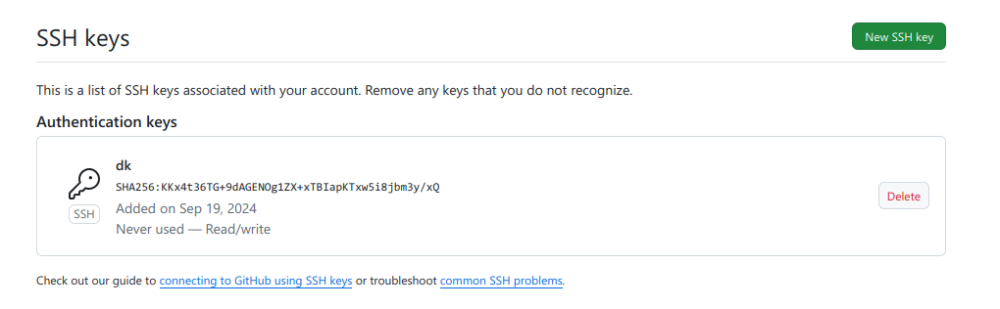 SSH keys
New SSH key
This is a list of SSH keys associated with your account. Remove any keys that you do not recognize.
Authentication keys
dk
SHA256:KKx4t36TG+9dAGENOg1ZX+xTBIapKTxw5i8jbm3y/xQ
Added on Sep 19, 2024
Never used — Read/write
SSH
Delete
Check out our guide to connecting to GitHub using SSH keys or troubleshoot common SSH problems.